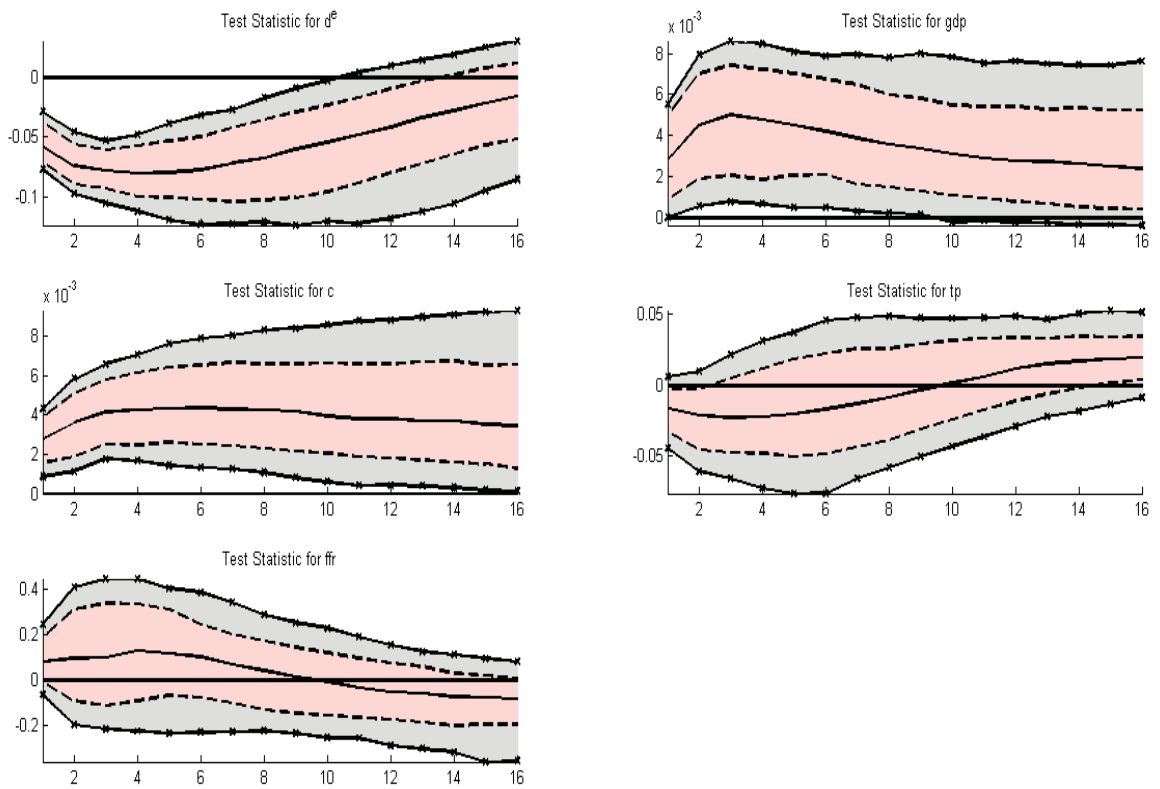 Test Statistic for dᵉ
0
-0.05
-0.1
2 4 6 8 10 12 14 16
Test Statistic for gdp
x 10⁻³
8
6
4
2
0
2 4 6 8 10 12 14 16
Test Statistic for c
x 10⁻³
8
6
4
2
0
2 4 6 8 10 12 14 16
Test Statistic for tp
0.05
0
-0.05
2 4 6 8 10 12 14 16
Test Statistic for ffr
0.4
0.2
0
-0.2
2 4 6 8 10 12 14 16